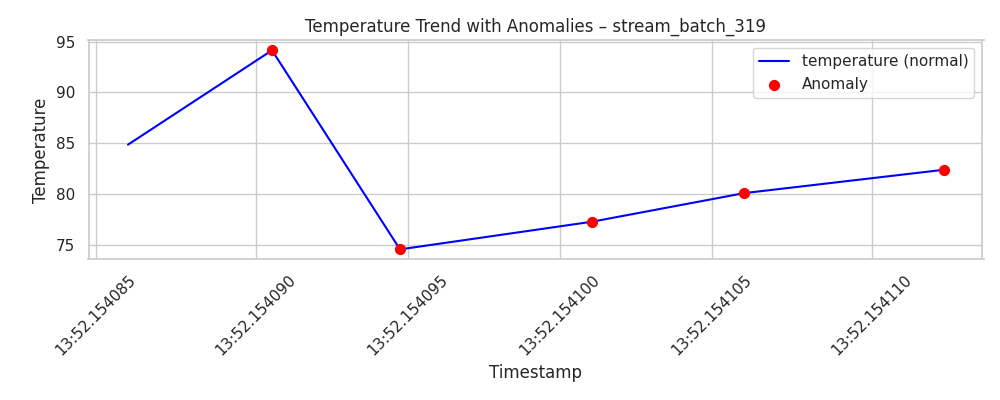 Temperature Trend with Anomalies – stream_batch_319
temperature (normal)
Anomaly
Temperature
95
90
85
80
75
13:52.154085
13:52.154090
13:52.154095
13:52.154100
13:52.154105
13:52.154110
Timestamp